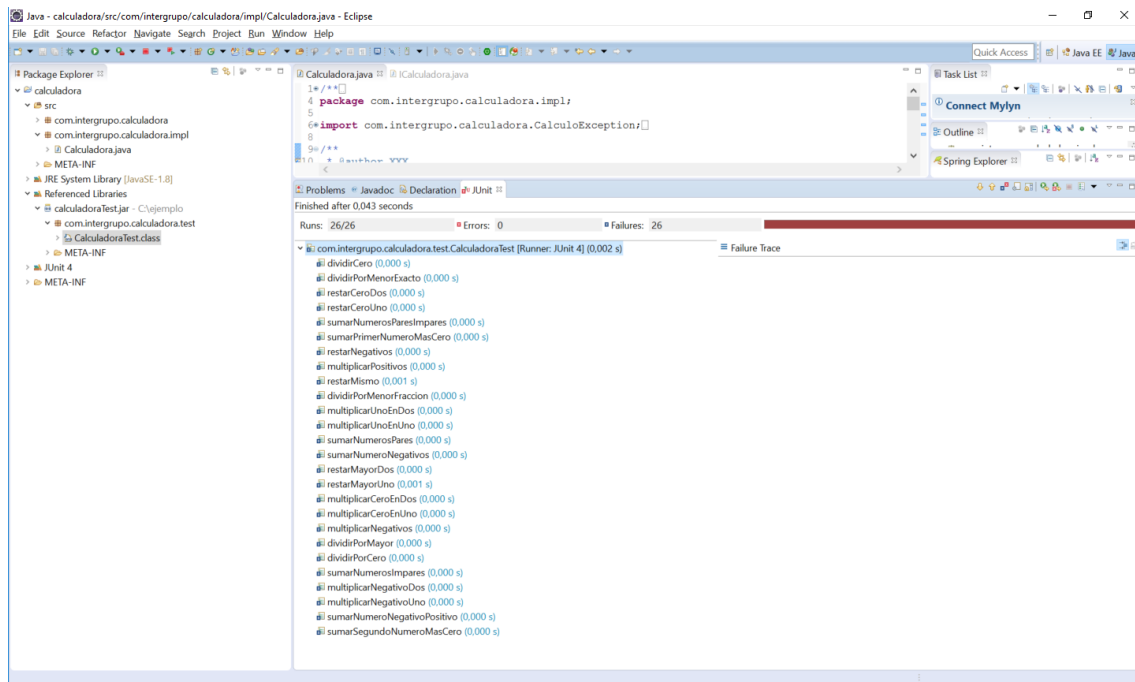 Java - calculadora/src/com/intergrupo/calculadora/impl/Calculadora.java - Eclipse
File Edit Source Refactor Navigate Search Project Run Window Help
Quick Access
Java EE
Java
Package Explorer
calculadora
src
com.intergrupo.calculadora
com.intergrupo.calculadora.impl
Calculadora.java
META-INF
JRE System Library [JavaSE-1.8]
Referenced Libraries
calculadoraTest.jar - C:\ejemplo
com.intergrupo.calculadora.test
CalculadoraTest.class
META-INF
JUnit 4
META-INF
Calculadora.java
ICalculadora.java
1 /**
4 package com.intergrupo.calculadora.impl;
5
6 import com.intergrupo.calculadora.CalculoException;
8
9 /**
10 * @author XXX
Task List
Connect Mylyn
Outline
Spring Explorer
Problems Javadoc Declaration JUnit
Finished after 0,043 seconds
Runs: 26/26 Errors: 0 Failures: 26
com.intergrupo.calculadora.test.CalculadoraTest [Runner: JUnit 4] (0,002 s)
Failure Trace
dividirCero (0,000 s)
dividirPorMenorExacto (0,000 s)
restarCeroDos (0,000 s)
restarCeroUno (0,000 s)
sumarNumerosParesImpares (0,000 s)
sumarPrimerNumeroMasCero (0,000 s)
restarNegativos (0,000 s)
multiplicarPositivos (0,000 s)
restarMismo (0,001 s)
dividirPorMenorFraccion (0,000 s)
multiplicarUnoEnDos (0,000 s)
multiplicarUnoEnUno (0,000 s)
sumarNumerosPares (0,000 s)
sumarNumeroNegativos (0,000 s)
restarMayorDos (0,000 s)
restarMayorUno (0,001 s)
multiplicarCeroEnDos (0,000 s)
multiplicarCeroEnUno (0,000 s)
multiplicarNegativos (0,000 s)
dividirPorMayor (0,000 s)
dividirPorCero (0,000 s)
sumarNumerosImpares (0,000 s)
multiplicarNegativoDos (0,000 s)
multiplicarNegativoUno (0,000 s)
sumarNumeroNegativoPositivo (0,000 s)
sumarSegundoNumeroMasCero (0,000 s)